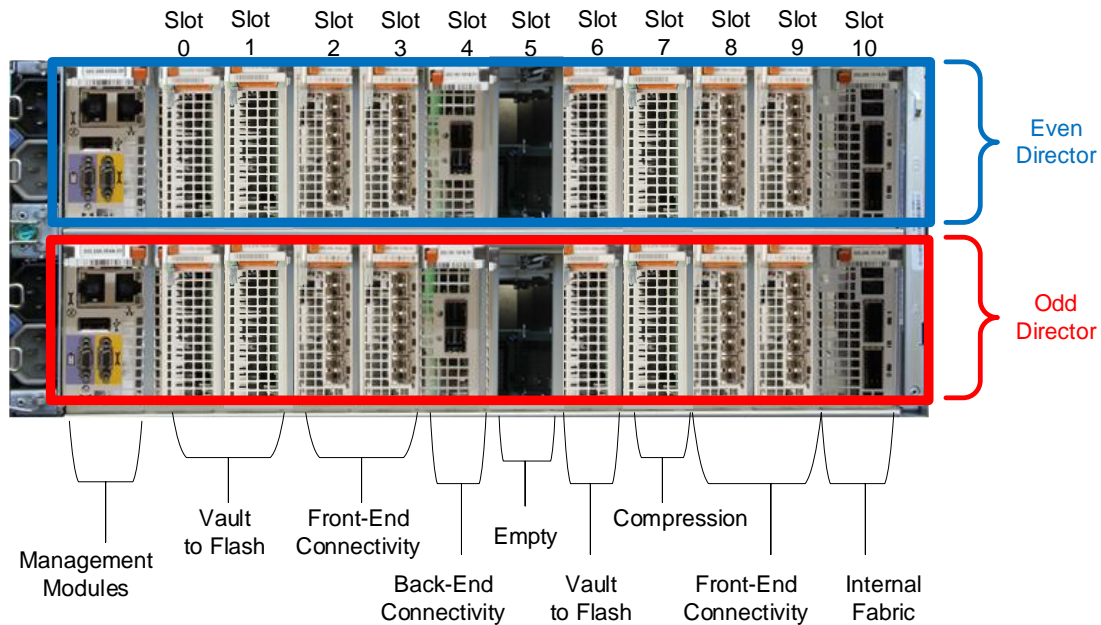 Slot 0
Slot 1
Slot 2
Slot 3
Slot 4
Slot 5
Slot 6
Slot 7
Slot 8
Slot 9
Slot 10
Even
Director
Odd
Director
Management
Modules
Vault
to Flash
Front-End
Connectivity
Back-End
Connectivity
Empty
Vault
to Flash
Compression
Front-End
Connectivity
Internal
Fabric